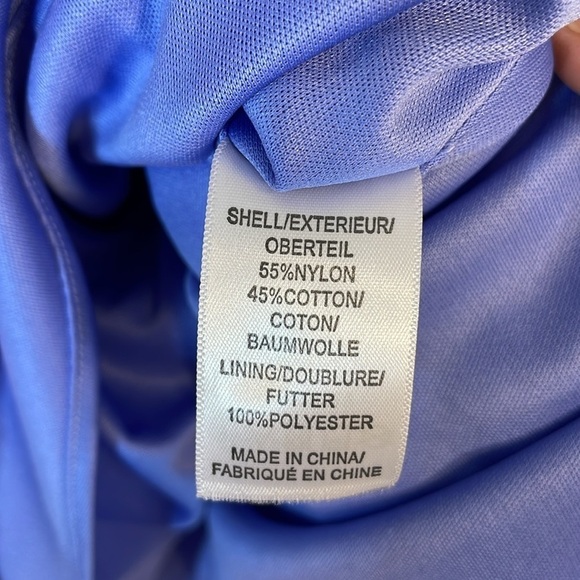 SHELL/EXTERIEUR/
OBERTEIL
55%NYLON
45%COTTON/
COTON/
BAUMWOLLE
LINING/DOUBLURE/
FUTTER
100%POLYESTER
MADE IN CHINA/
FABRIQUÉ EN CHINE